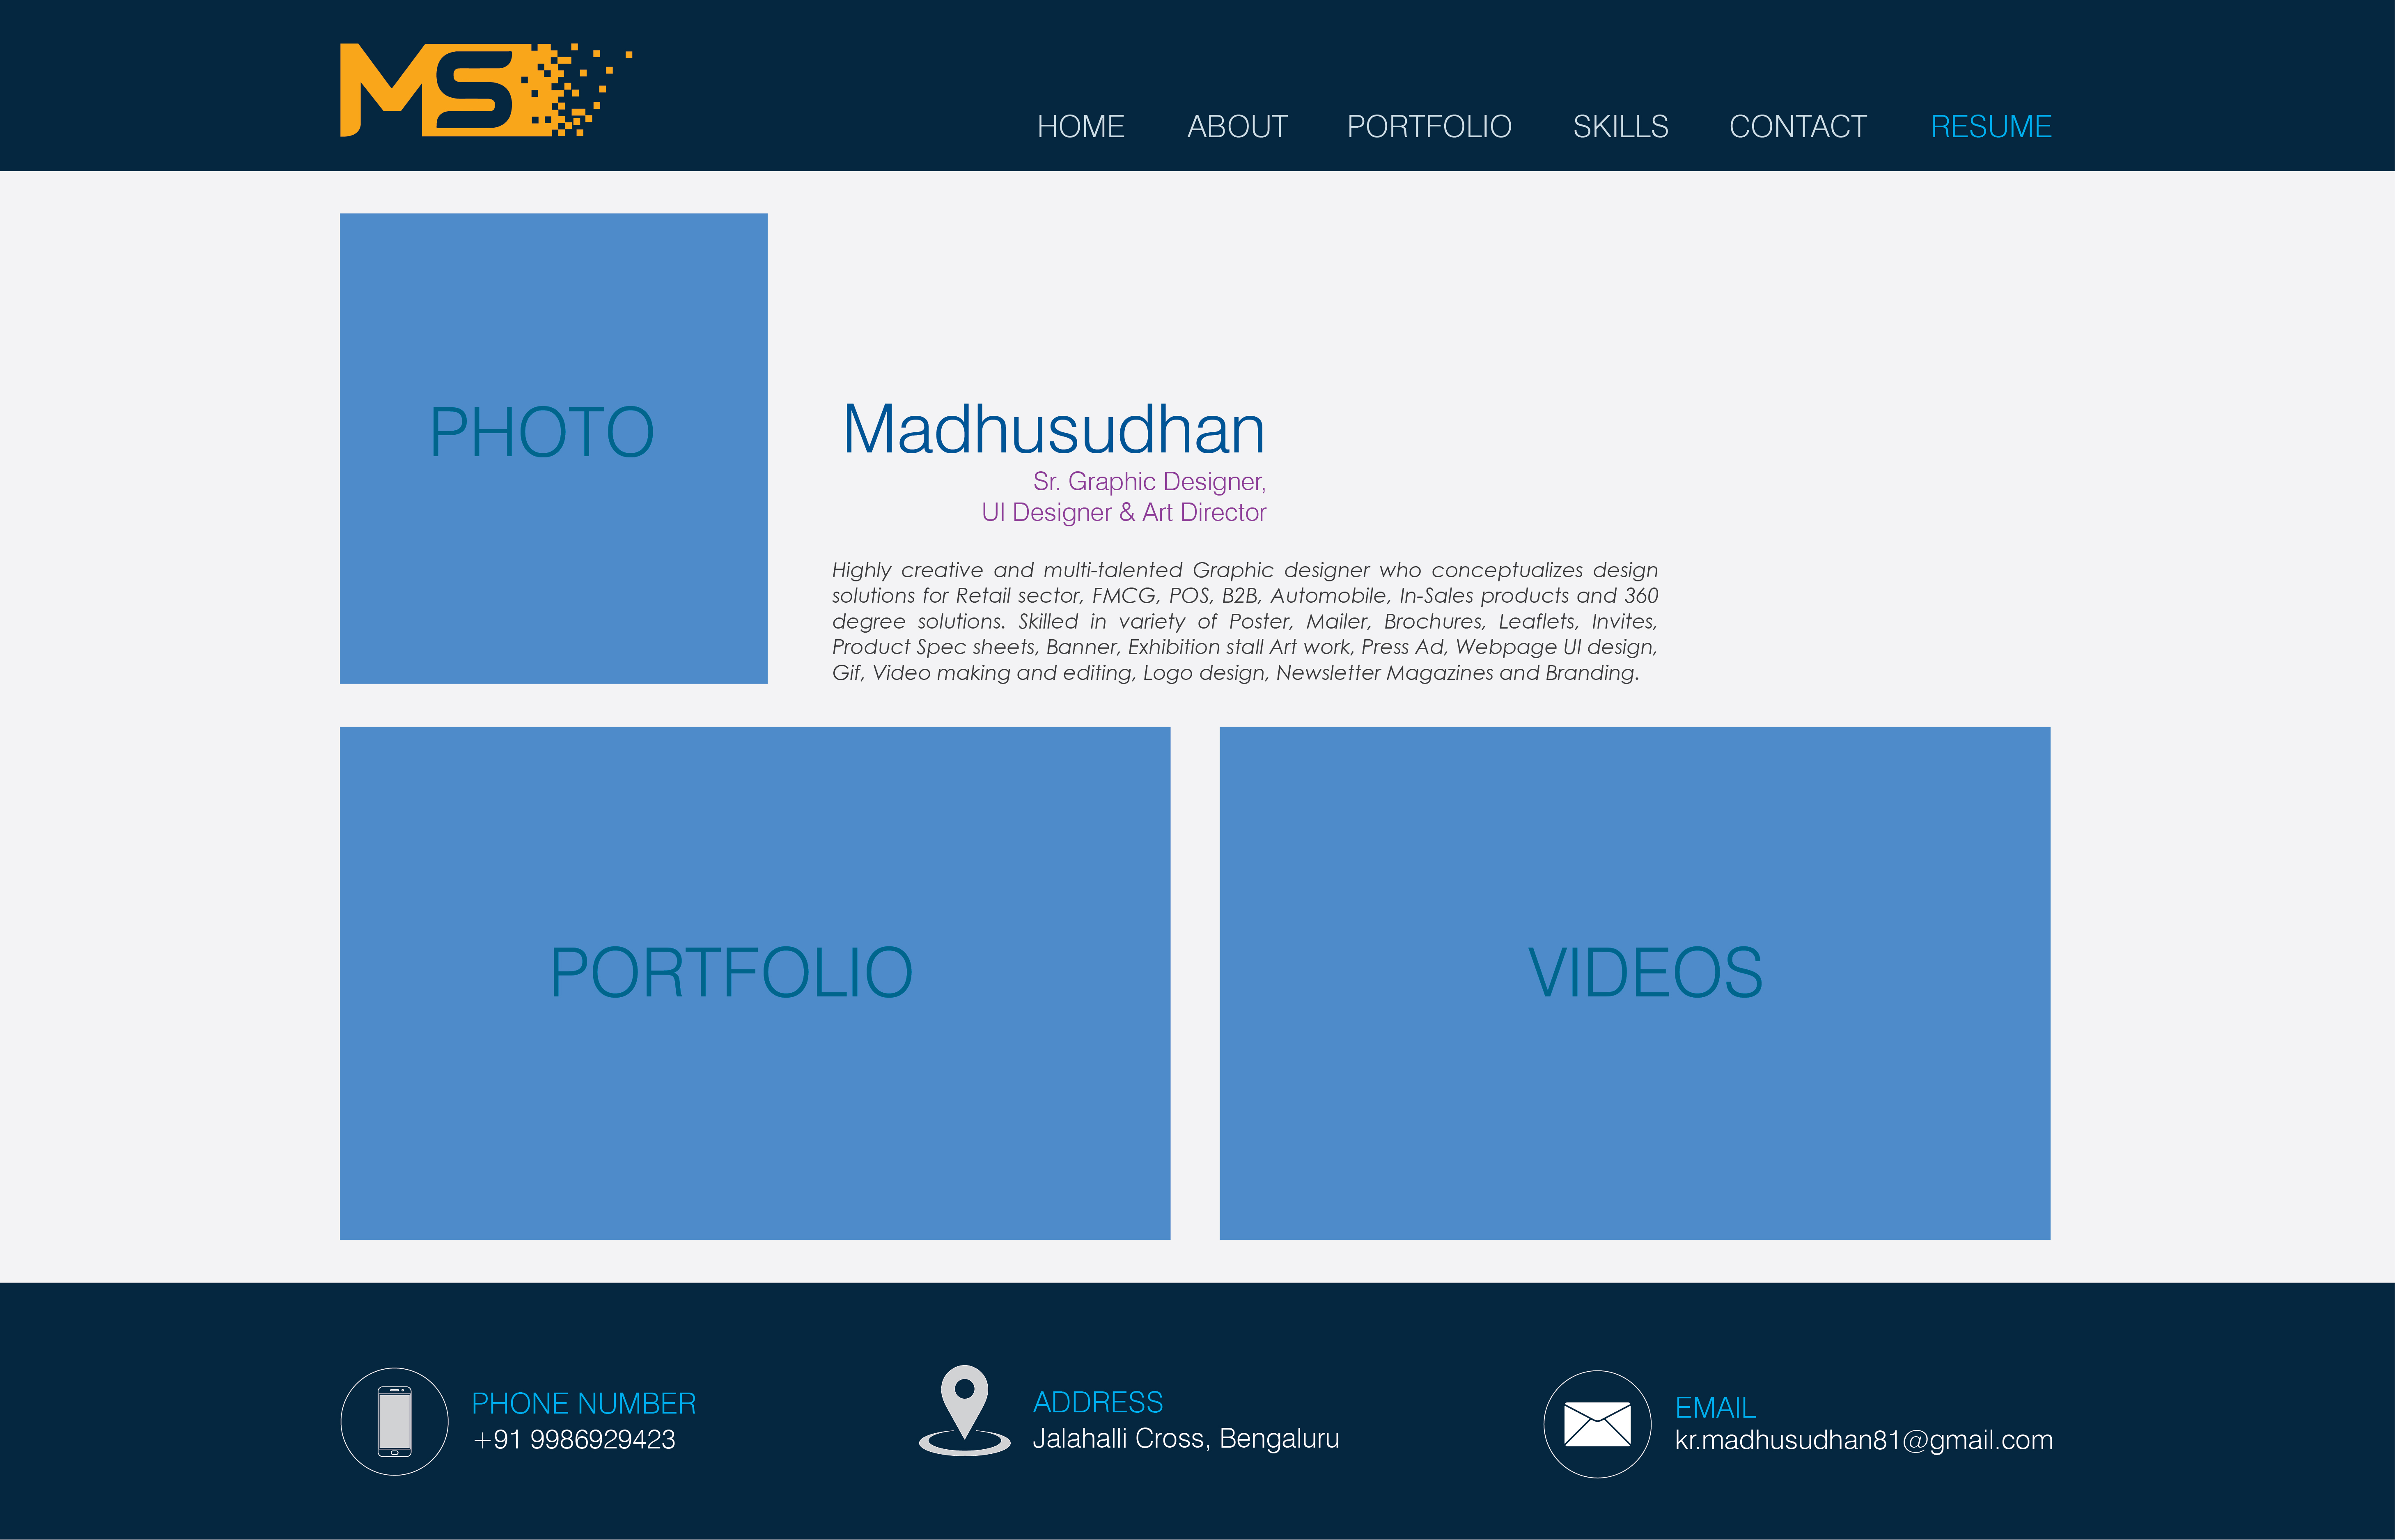 MS
HOME ABOUT PORTFOLIO SKILLS CONTACT RESUME
PHOTO
Madhusudhan
Sr. Graphic Designer,
UI Designer & Art Director
Highly creative and multi-talented Graphic designer who conceptualizes design
solutions for Retail sector, FMCG, POS, B2B, Automobile, In-Sales products and 360
degree solutions. Skilled in variety of Poster, Mailer, Brochures, Leaflets, Invites,
Product Spec sheets, Banner, Exhibition stall Art work, Press Ad, Webpage UI design,
Gif, Video making and editing, Logo design, Newsletter Magazines and Branding.
PORTFOLIO
VIDEOS
PHONE NUMBER
+91 9986929423
ADDRESS
Jalahalli Cross, Bengaluru
EMAIL
kr.madhusudhan81@gmail.com